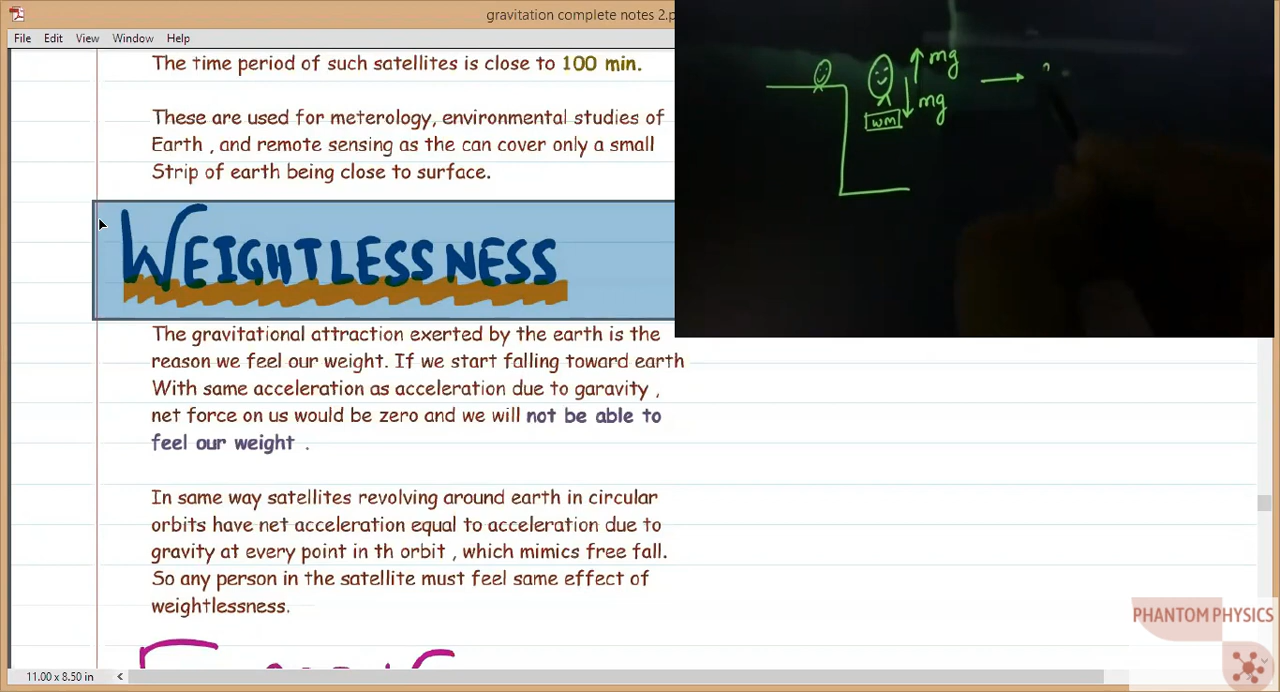 gravitation complete notes 2.p
File Edit View Window Help
The time period of such satellites is close to 100 min.
These are used for meterology, environmental studies of
Earth , and remote sensing as the can cover only a small
Strip of earth being close to surface.
WEIGHTLESSNESS
The gravitational attraction exerted by the earth is the
reason we feel our weight. If we start falling toward earth
With same acceleration as acceleration due to garavity ,
net force on us would be zero and we will not be able to
feel our weight .
In same way satellites revolving around earth in circular
orbits have net acceleration equal to acceleration due to
gravity at every point in th orbit , which mimics free fall.
So any person in the satellite must feel same effect of
weightlessness.
mg
mg
wm
PHANTOM PHYSICS
11.00 x 8.50 in